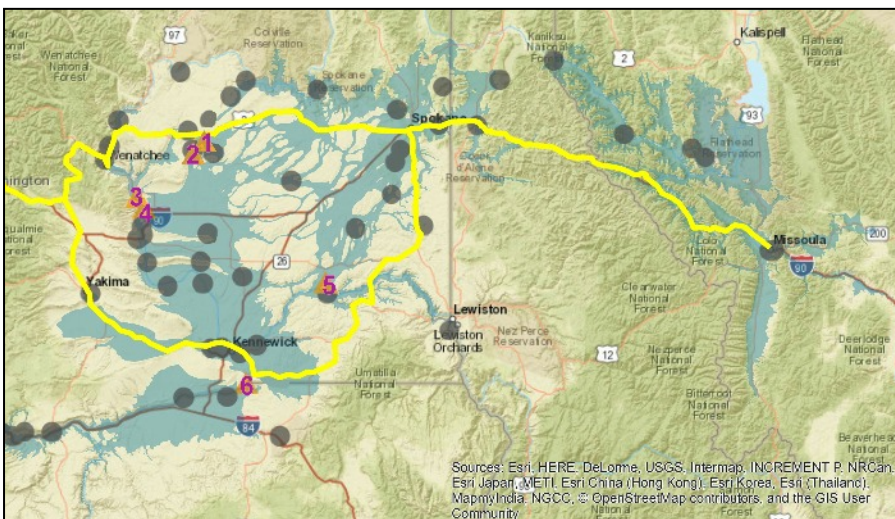 97
Colville
Reservation
Kaniksu
National
Forest
Kalispell
Flathead
National
Forest
Wenatchee
National
Forest
Spokane
Reservation
2
2
93
Spokane
Flathead
Reservation
1
2
Wenatchee
Coeur
d'Alene
Reservation
3
4
90
Missoula
200
Lolo
National
Forest
90
26
Yakima
5
Clearwater
National
Forest
Lewiston
Lewiston
Orchards
Nez Perce
Reservation
Kennewick
12
Nezperce
National
Forest
Deerlodge
National
Forest
6
Umatilla
National
Forest
Bitterroot
National
Forest
84
Sources: Esri, HERE, DeLorme, USGS, Intermap, INCREMENT P, NRCan,
Esri Japan, METI, Esri China (Hong Kong), Esri Korea, Esri (Thailand),
MapmyIndia, NGCC, © OpenStreetMap contributors, and the GIS User
Community